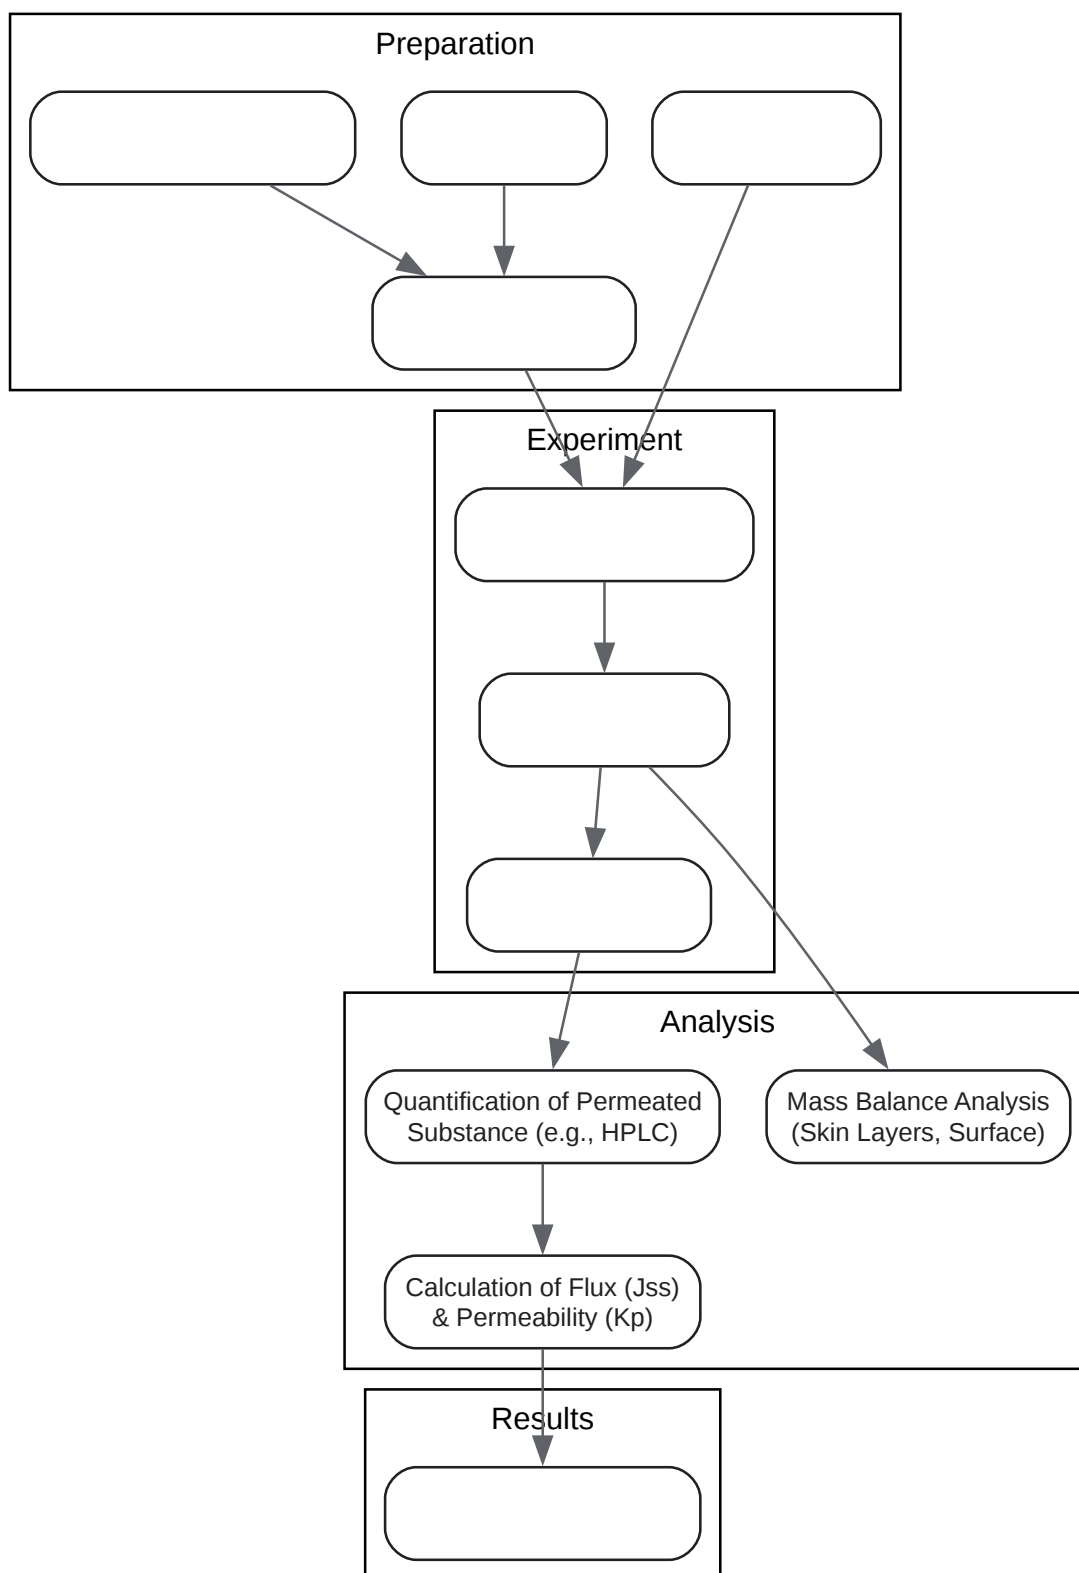 Preparation
Experiment
Analysis
Quantification of Permeated
Substance (e.g., HPLC)
Mass Balance Analysis
(Skin Layers, Surface)
Calculation of Flux (Jss)
& Permeability (Kp)
Results